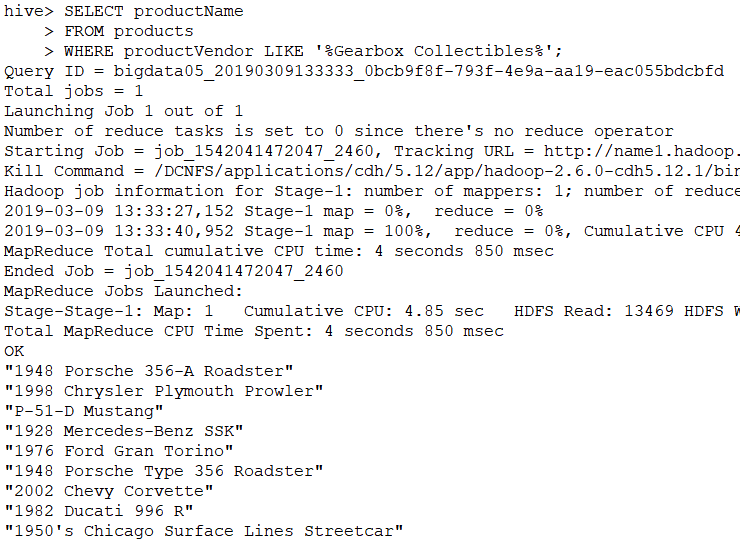 hive> SELECT productName
    > FROM products
    > WHERE productVendor LIKE '%Gearbox Collectibles%';
Query ID = bigdata05_20190309133333_0bcb9f8f-793f-4e9a-aa19-eac055bdcbfd
Total jobs = 1
Launching Job 1 out of 1
Number of reduce tasks is set to 0 since there's no reduce operator
Starting Job = job_1542041472047_2460, Tracking URL = http://name1.hadoop.
Kill Command = /DCNFS/applications/cdh/5.12/app/hadoop-2.6.0-cdh5.12.1/bin
Hadoop job information for Stage-1: number of mappers: 1; number of reduce
2019-03-09 13:33:27,152 Stage-1 map = 0%,  reduce = 0%
2019-03-09 13:33:40,952 Stage-1 map = 100%,  reduce = 0%, Cumulative CPU 4
MapReduce Total cumulative CPU time: 4 seconds 850 msec
Ended Job = job_1542041472047_2460
MapReduce Jobs Launched:
Stage-Stage-1: Map: 1   Cumulative CPU: 4.85 sec   HDFS Read: 13469 HDFS W
Total MapReduce CPU Time Spent: 4 seconds 850 msec
OK
"1948 Porsche 356-A Roadster"
"1998 Chrysler Plymouth Prowler"
"P-51-D Mustang"
"1928 Mercedes-Benz SSK"
"1976 Ford Gran Torino"
"1948 Porsche Type 356 Roadster"
"2002 Chevy Corvette"
"1982 Ducati 996 R"
"1950's Chicago Surface Lines Streetcar"